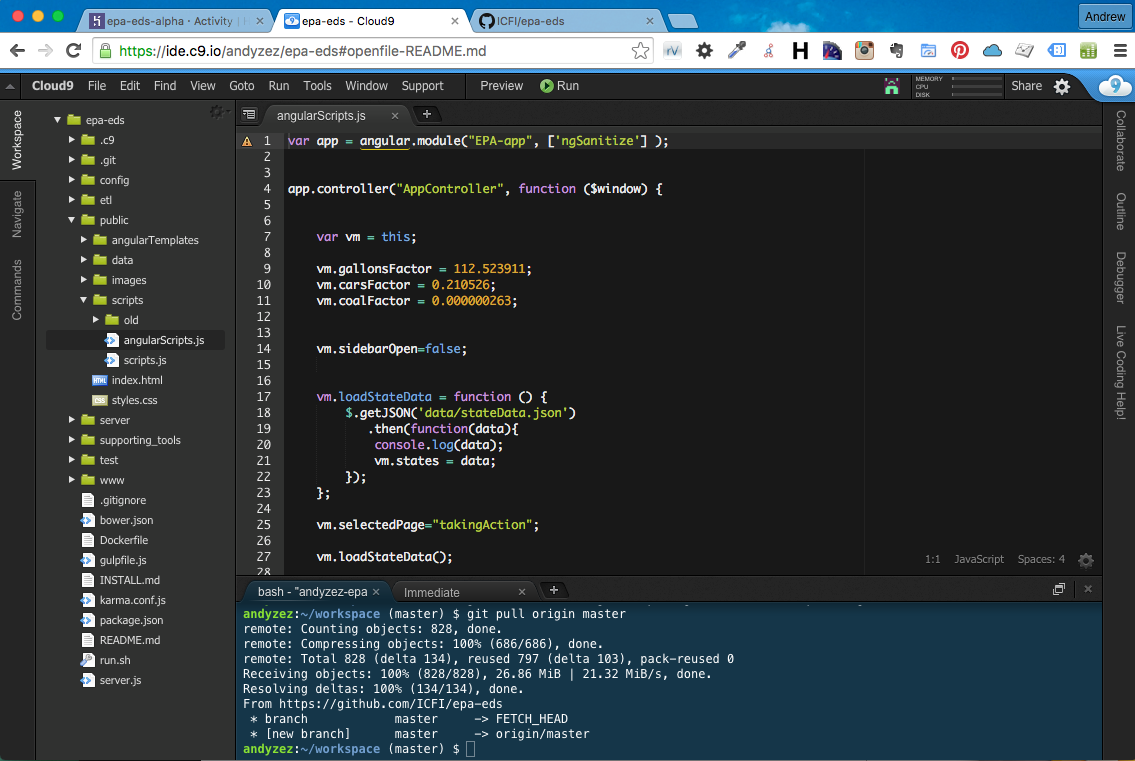 epa-eds-alpha · Activity |
epa-eds - Cloud9
ICFI/epa-eds
Andrew
https://ide.c9.io/andyzez/epa-eds#openfile-README.md
rV
H
Cloud9 File Edit Find View Goto Run Tools Window Support Preview Run
MEMORY
CPU
DISK
Share
9
Workspace
Navigate
Commands
epa-eds
.c9
.git
config
etl
public
angularTemplates
data
images
scripts
old
angularScripts.js
scripts.js
index.html
styles.css
server
supporting_tools
test
www
.gitignore
bower.json
Dockerfile
gulpfile.js
INSTALL.md
karma.conf.js
package.json
README.md
run.sh
server.js
angularScripts.js
1 var app = angular.module("EPA-app", ['ngSanitize'] );
2
3
4 app.controller("AppController", function ($window) {
5
6
7 var vm = this;
8
9 vm.gallonsFactor = 112.523911;
10 vm.carsFactor = 0.210526;
11 vm.coalFactor = 0.000000263;
12
13
14 vm.sidebarOpen=false;
15
16
17 vm.loadStateData = function () {
18 $.getJSON('data/stateData.json')
19 .then(function(data){
20 console.log(data);
21 vm.states = data;
22 });
23 };
24
25 vm.selectedPage="takingAction";
26
27 vm.loadStateData();
28
1:1 JavaScript Spaces: 4
Collaborate
Outline
Debugger
Live Coding Help!
bash - "andyzez-epa
Immediate
andyzez:~/workspace (master) $ git pull origin master
remote: Counting objects: 828, done.
remote: Compressing objects: 100% (686/686), done.
remote: Total 828 (delta 134), reused 797 (delta 103), pack-reused 0
Receiving objects: 100% (828/828), 26.86 MiB | 21.32 MiB/s, done.
Resolving deltas: 100% (134/134), done.
From https://github.com/ICFI/epa-eds
* branch master -> FETCH_HEAD
* [new branch] master -> origin/master
andyzez:~/workspace (master) $